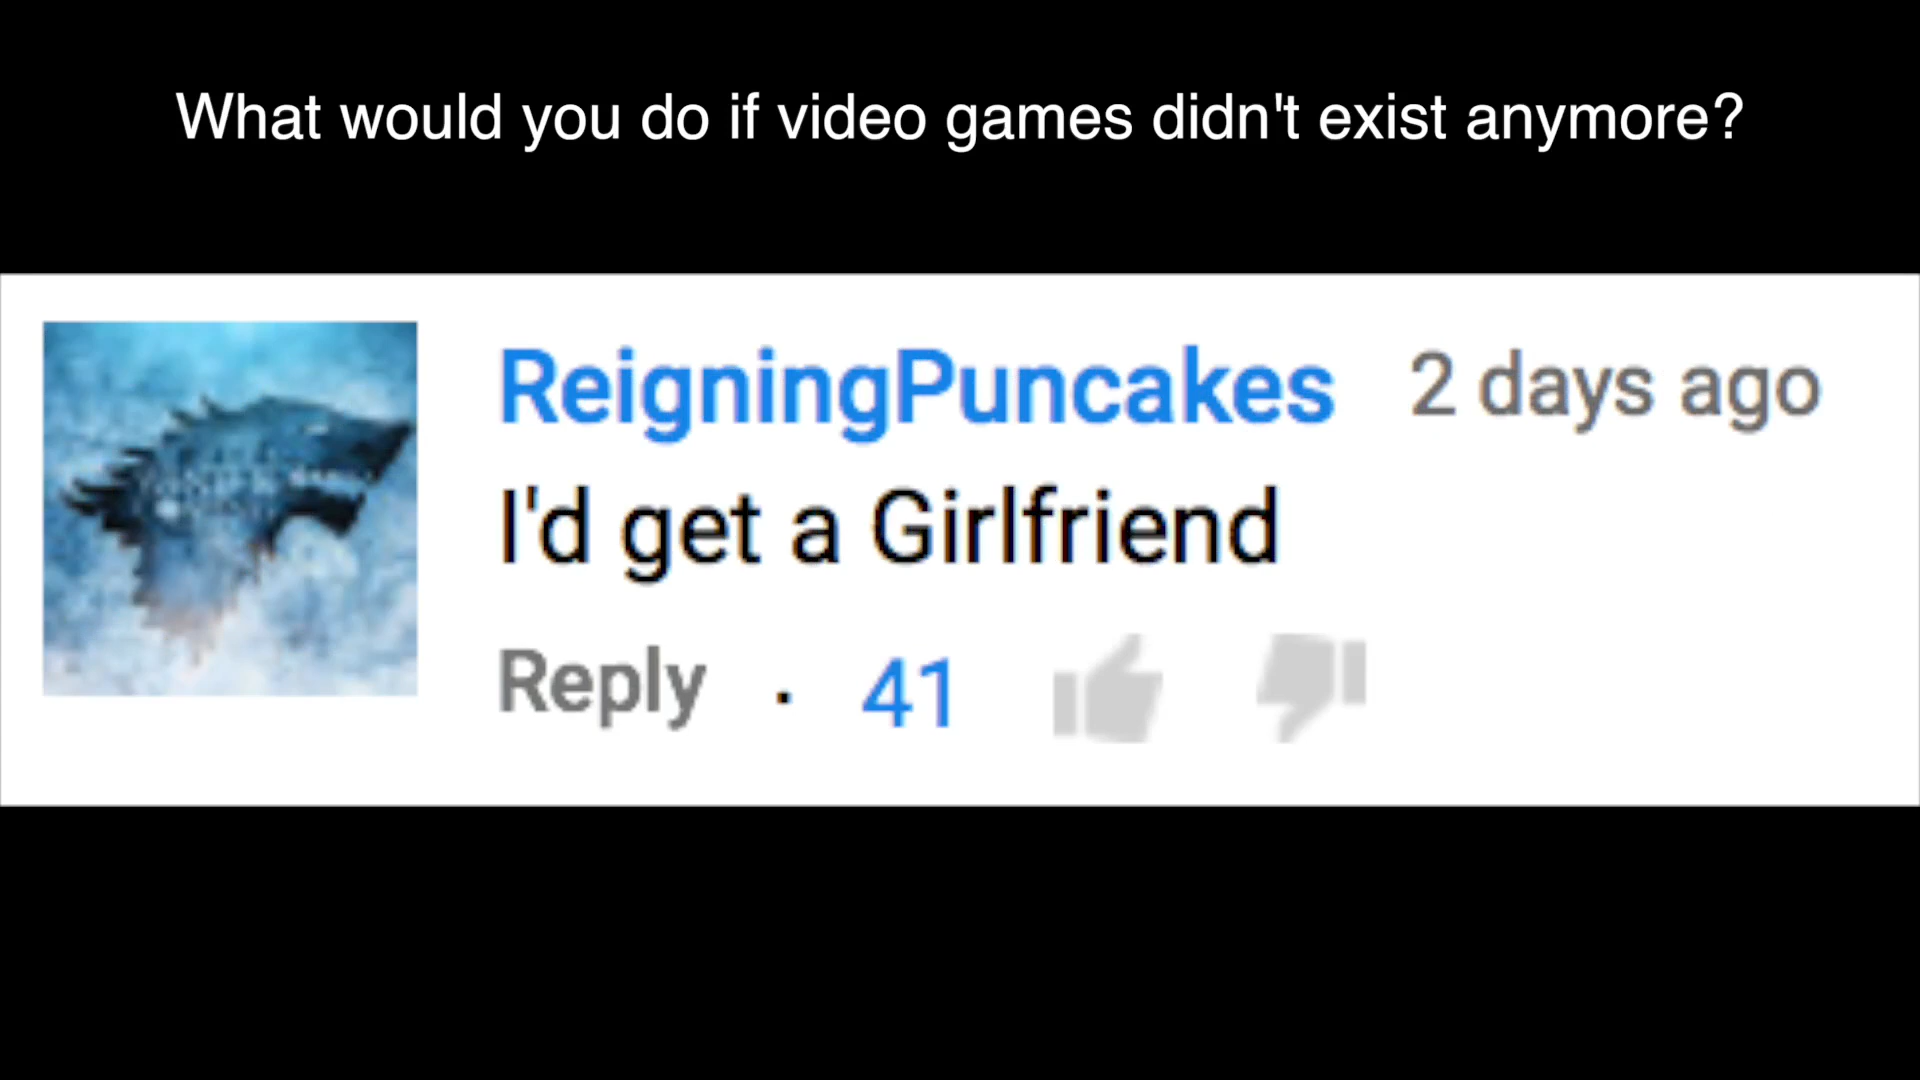 What would you do if video games didn't exist anymore?
ReigningPuncakes 2 days ago
I'd get a Girlfriend
Reply · 41